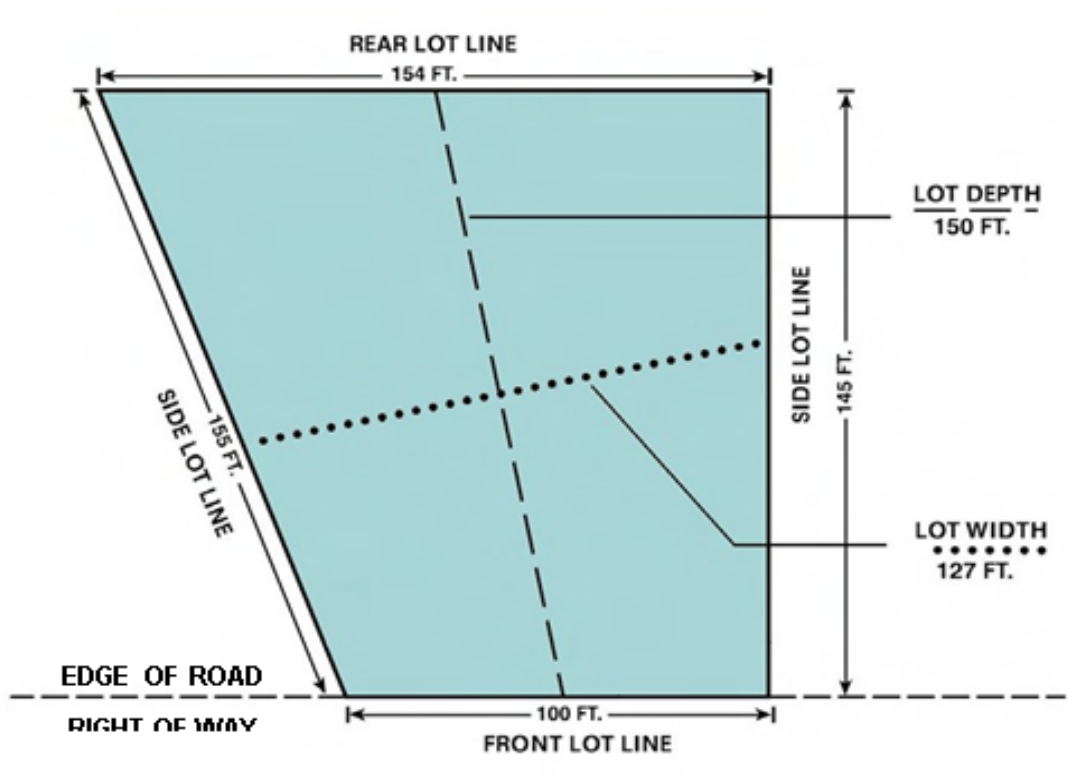 REAR LOT LINE
154 FT.
LOT DEPTH
150 FT.
SIDE LOT LINE
145 FT.
155 FT.
SIDE LOT LINE
LOT WIDTH
127 FT.
EDGE OF ROAD
RIGHT OF WAY
100 FT.
FRONT LOT LINE